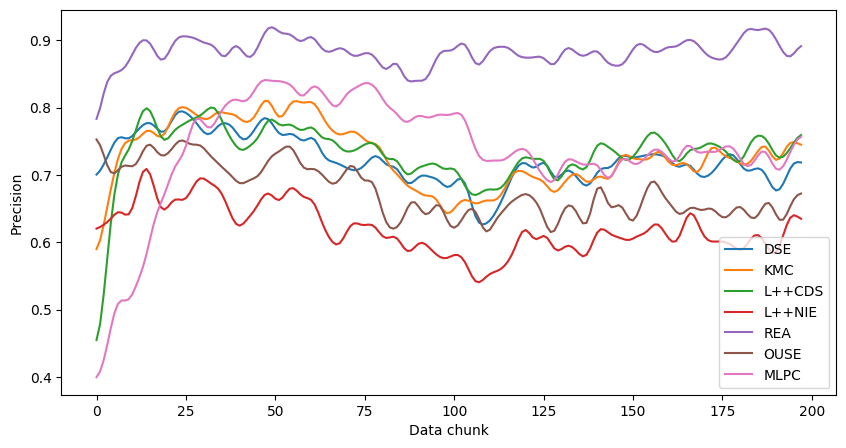 0.9
0.8
0.7
0.6
0.5
0.4
Precision
0
25
50
75
100
125
150
175
200
Data chunk
DSE
KMC
L++CDS
L++NIE
REA
OUSE
MLPC